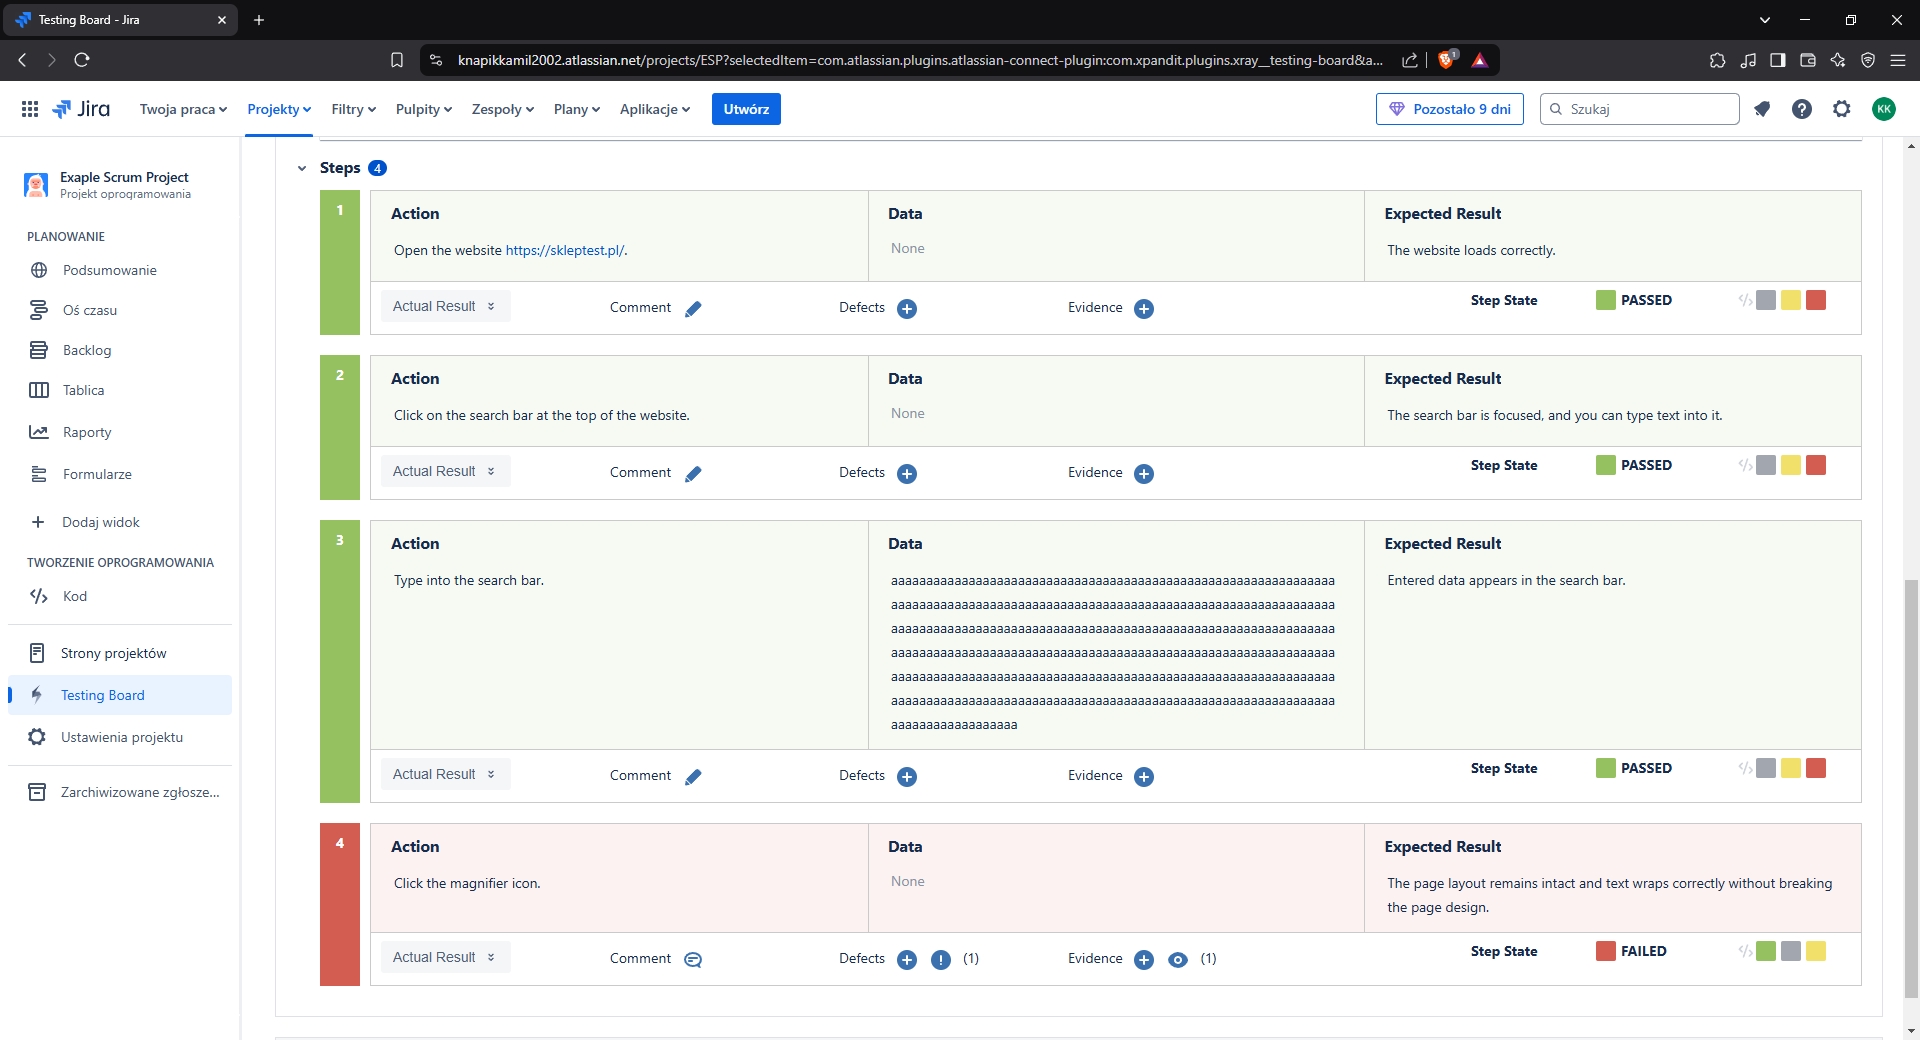 Testing Board - Jira
knapikkamil2002.atlassian.net/projects/ESP?selectedItem=com.atlassian.plugins.atlassian-connect-plugin:com.xpandit.plugins.xray__testing-board&a...
1
Jira
Twoja praca
Projekty
Filtry
Pulpity
Zespoły
Plany
Aplikacje
Utwórz
Pozostało 9 dni
Szukaj
KK
Exaple Scrum Project
Projekt oprogramowania
PLANOWANIE
Podsumowanie
Oś czasu
Backlog
Tablica
Raporty
Formularze
Dodaj widok
TWORZENIE OPROGRAMOWANIA
Kod
Strony projektów
Testing Board
Ustawienia projektu
Zarchiwizowane zgłosze...
Steps 4
1
Action
Open the website https://skleptest.pl/.
Data
None
Expected Result
The website loads correctly.
Actual Result
Comment
Defects
Evidence
Step State
PASSED
2
Action
Click on the search bar at the top of the website.
Data
None
Expected Result
The search bar is focused, and you can type text into it.
Actual Result
Comment
Defects
Evidence
Step State
PASSED
3
Action
Type into the search bar.
Data
aaaaaaaaaaaaaaaaaaaaaaaaaaaaaaaaaaaaaaaaaaaaaaaaaaaaaaaaaaaaaaa
aaaaaaaaaaaaaaaaaaaaaaaaaaaaaaaaaaaaaaaaaaaaaaaaaaaaaaaaaaaaaaa
aaaaaaaaaaaaaaaaaaaaaaaaaaaaaaaaaaaaaaaaaaaaaaaaaaaaaaaaaaaaaaa
aaaaaaaaaaaaaaaaaaaaaaaaaaaaaaaaaaaaaaaaaaaaaaaaaaaaaaaaaaaaaaa
aaaaaaaaaaaaaaaaaaaaaaaaaaaaaaaaaaaaaaaaaaaaaaaaaaaaaaaaaaaaaaa
aaaaaaaaaaaaaaaaaaaaaaaaaaaaaaaaaaaaaaaaaaaaaaaaaaaaaaaaaaaaaaa
aaaaaaaaaaaaaaaaaa
Expected Result
Entered data appears in the search bar.
Actual Result
Comment
Defects
Evidence
Step State
PASSED
4
Action
Click the magnifier icon.
Data
None
Expected Result
The page layout remains intact and text wraps correctly without breaking
the page design.
Actual Result
Comment
Defects
(1)
Evidence
(1)
Step State
FAILED